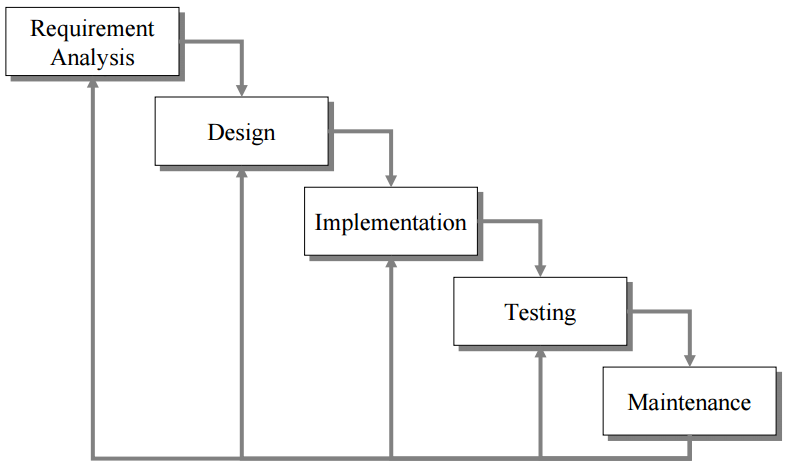 Requirement
Analysis
Design
Implementation
Testing
Maintenance